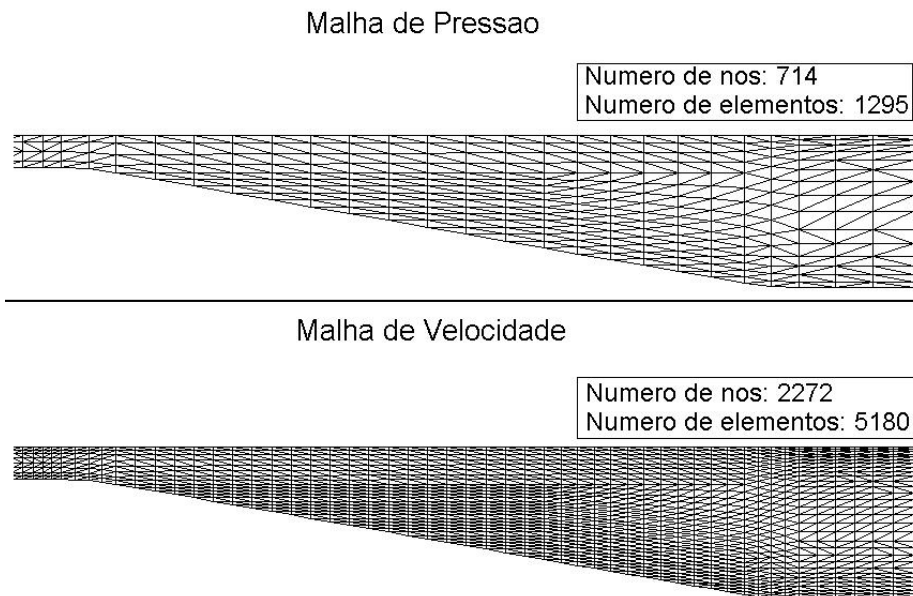 Malha de Pressao
Numero de nos: 714
Numero de elementos: 1295
Malha de Velocidade
Numero de nos: 2272
Numero de elementos: 5180